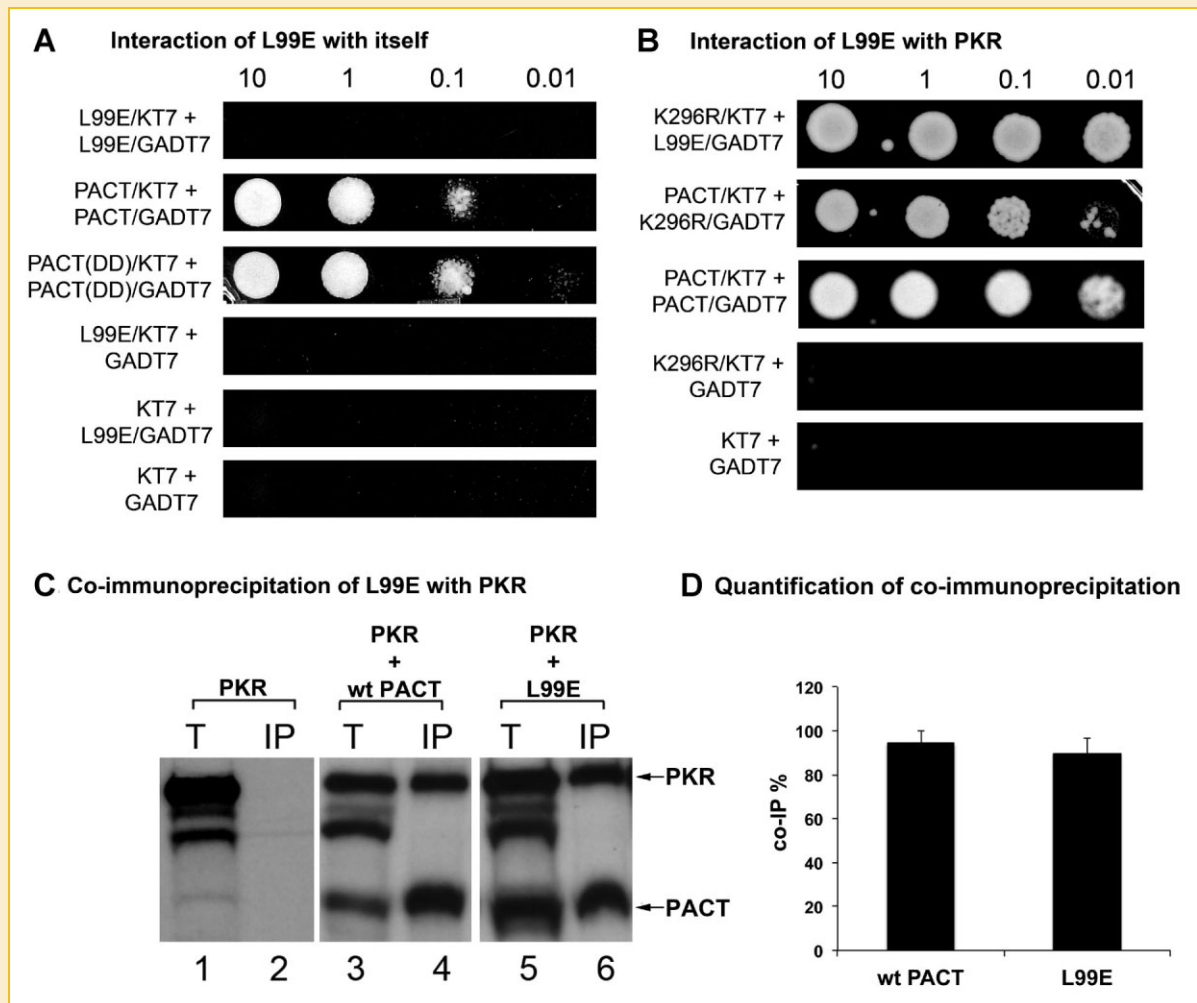 A Interaction of L99E with itself
10 1 0.1 0.01
L99E/KT7 +
L99E/GADT7
PACT/KT7 +
PACT/GADT7
PACT(DD)/KT7 +
PACT(DD)/GADT7
L99E/KT7 +
GADT7
KT7 +
L99E/GADT7
KT7 +
GADT7
B Interaction of L99E with PKR
10 1 0.1 0.01
K296R/KT7 +
L99E/GADT7
PACT/KT7 +
K296R/GADT7
PACT/KT7 +
PACT/GADT7
K296R/KT7 +
GADT7
KT7 +
GADT7
C Co-immunoprecipitation of L99E with PKR
PKR
PKR
+
wt PACT
PKR
+
L99E
T IP T IP T IP
PKR
PACT
1 2 3 4 5 6
D Quantification of co-immunoprecipitation
co-IP %
120
100
80
60
40
20
0
wt PACT L99E